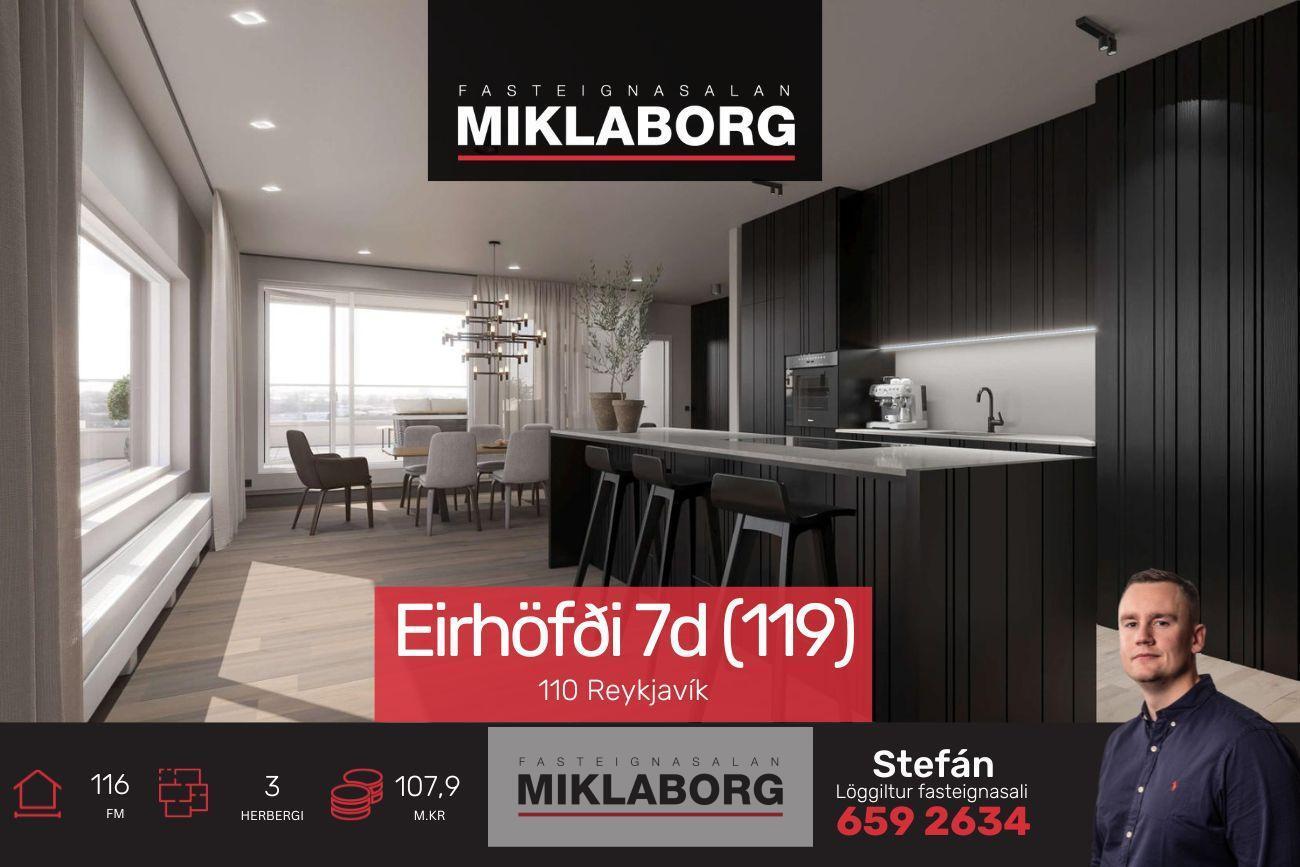 FASTEIGNASALAN
MIKLABORG
Eirhöfði 7d (119)
110 Reykjavík
116
FM
3
HERBERGI
107,9
M.KR
FASTEIGNASALAN
MIKLABORG
Stefán
Löggiltur fasteignasali
659 2634